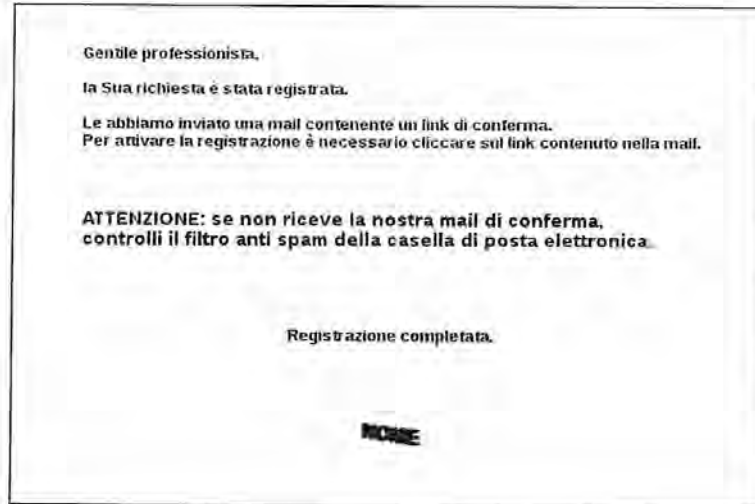 Gentile professionista,
la Sua richiesta è stata registrata.
Le abbiamo inviato una mail contenente un link di conferma.
Per attivare la registrazione è necessario cliccare sul link contenuto nella mail.
ATTENZIONE: se non riceve la nostra mail di conferma,
controlli il filtro anti spam della casella di posta elettronica.
Registrazione completata.